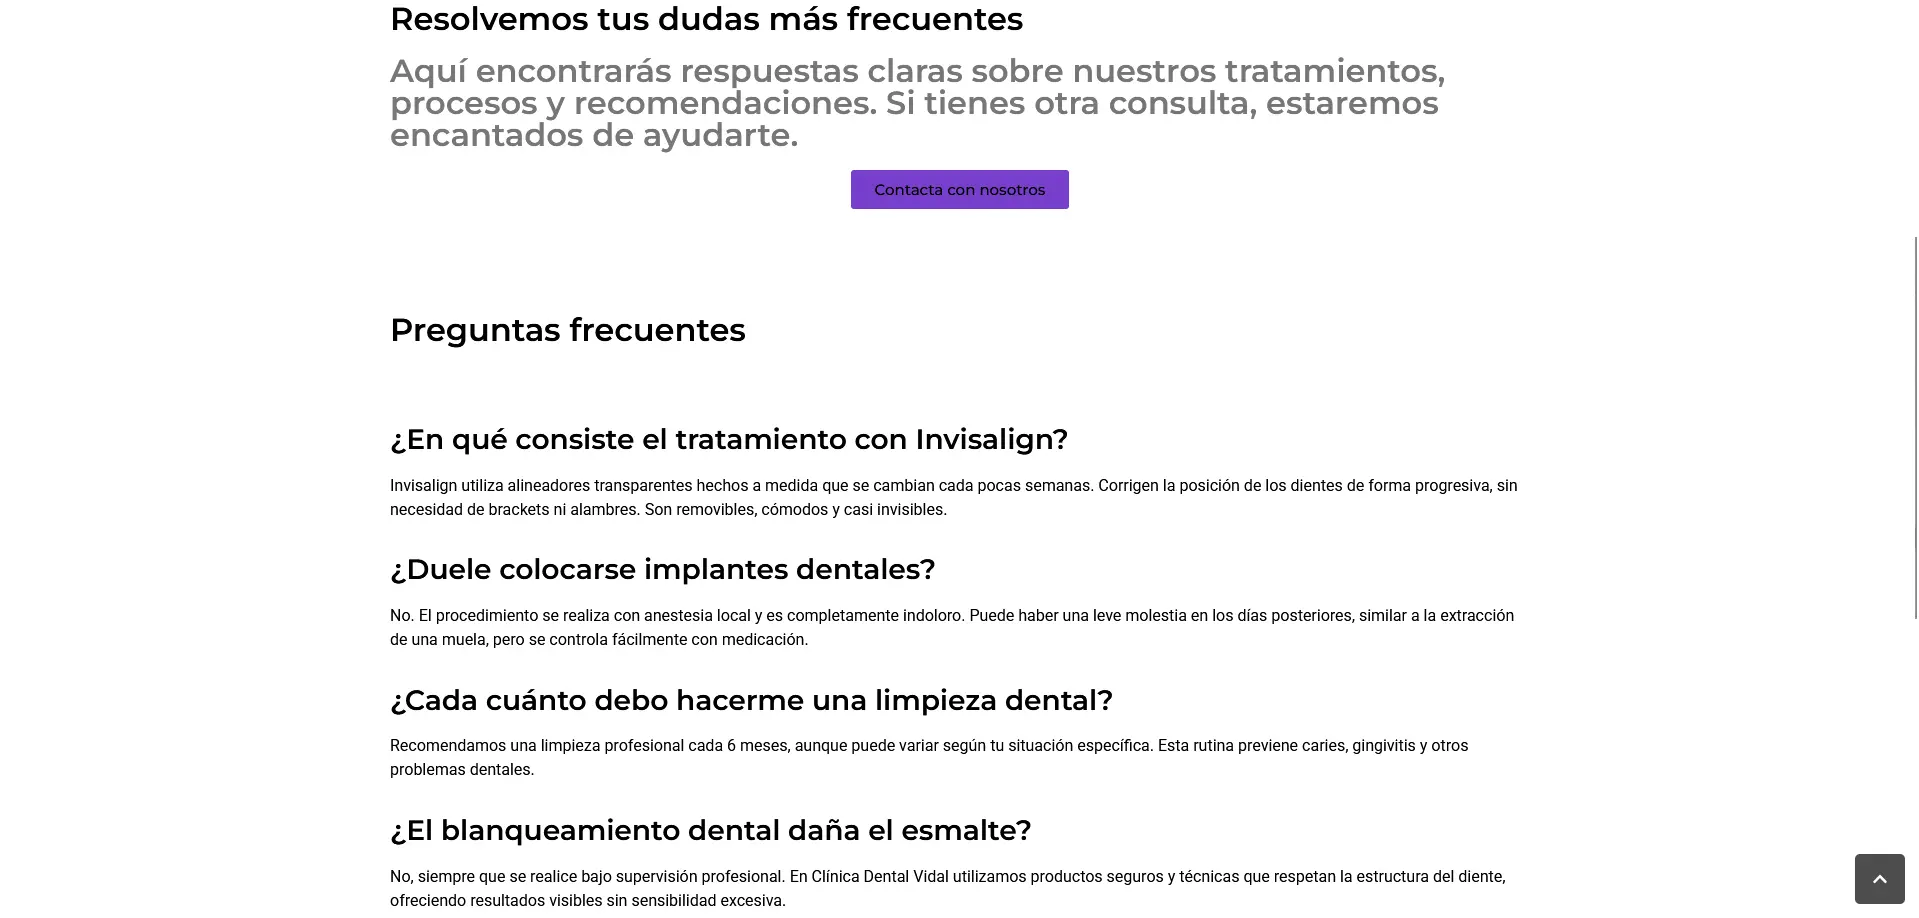 Resolvemos tus dudas más frecuentes
Aquí encontrarás respuestas claras sobre nuestros tratamientos,
procesos y recomendaciones. Si tienes otra consulta, estaremos
encantados de ayudarte.
Contacta con nosotros
Preguntas frecuentes
¿En qué consiste el tratamiento con Invisalign?
Invisalign utiliza alineadores transparentes hechos a medida que se cambian cada pocas semanas. Corrigen la posición de los dientes de forma progresiva, sin
necesidad de brackets ni alambres. Son removibles, cómodos y casi invisibles.
¿Duele colocarse implantes dentales?
No. El procedimiento se realiza con anestesia local y es completamente indoloro. Puede haber una leve molestia en los días posteriores, similar a la extracción
de una muela, pero se controla fácilmente con medicación.
¿Cada cuánto debo hacerme una limpieza dental?
Recomendamos una limpieza profesional cada 6 meses, aunque puede variar según tu situación específica. Esta rutina previene caries, gingivitis y otros
problemas dentales.
¿El blanqueamiento dental daña el esmalte?
No, siempre que se realice bajo supervisión profesional. En Clínica Dental Vidal utilizamos productos seguros y técnicas que respetan la estructura del diente,
ofreciendo resultados visibles sin sensibilidad excesiva.